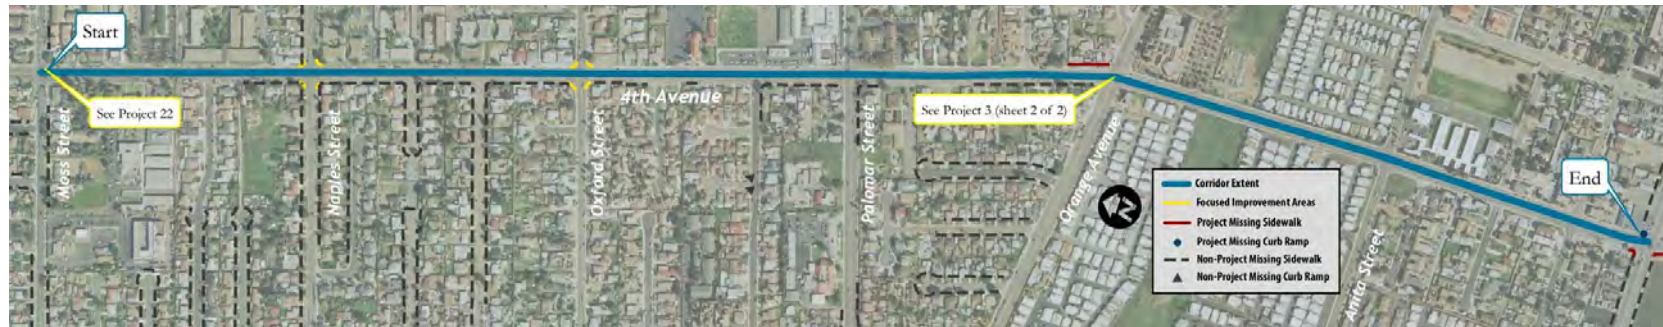 Start
See Project 22
Moss Street
Naples Street
Oxford Street
4th Avenue
Palomar Street
See Project 3 (sheet 2 of 2)
Orange Avenue
N
Corridor Extent
Focused Improvement Areas
Project Missing Sidewalk
Project Missing Curb Ramp
Non-Project Missing Sidewalk
Non-Project Missing Curb Ramp
Anita Street
End